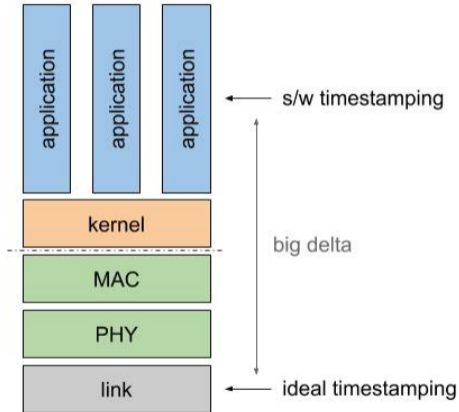 application
application
application
s/w timestamping
kernel
big delta
MAC
PHY
link
ideal timestamping